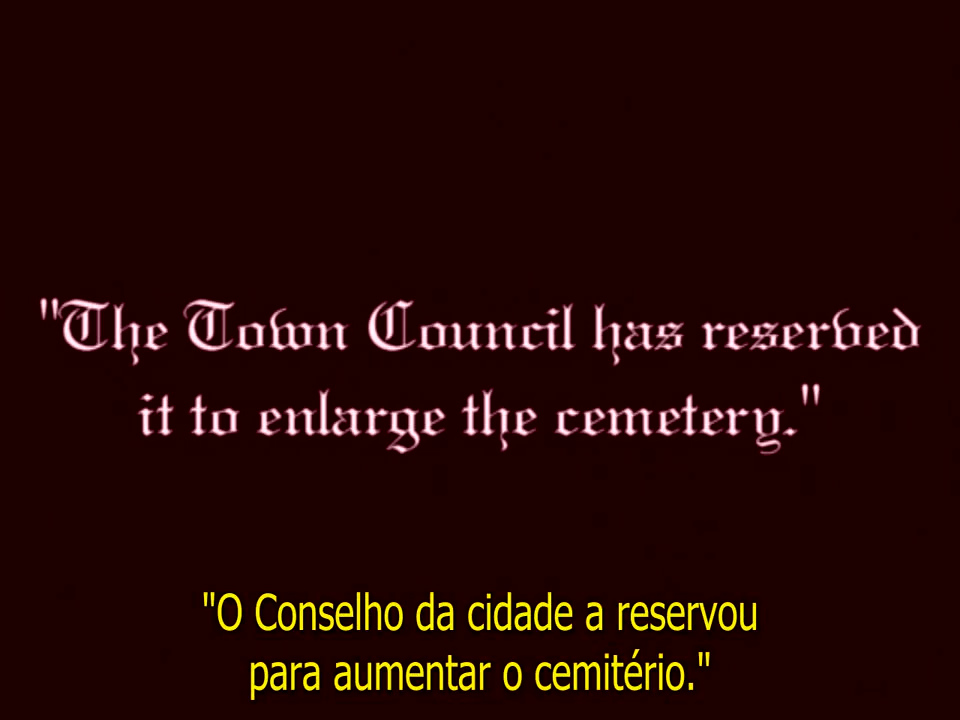 "The Town Council has reserved
it to enlarge the cemetery."
"O Conselho da cidade a reservou
para aumentar o cemitério."